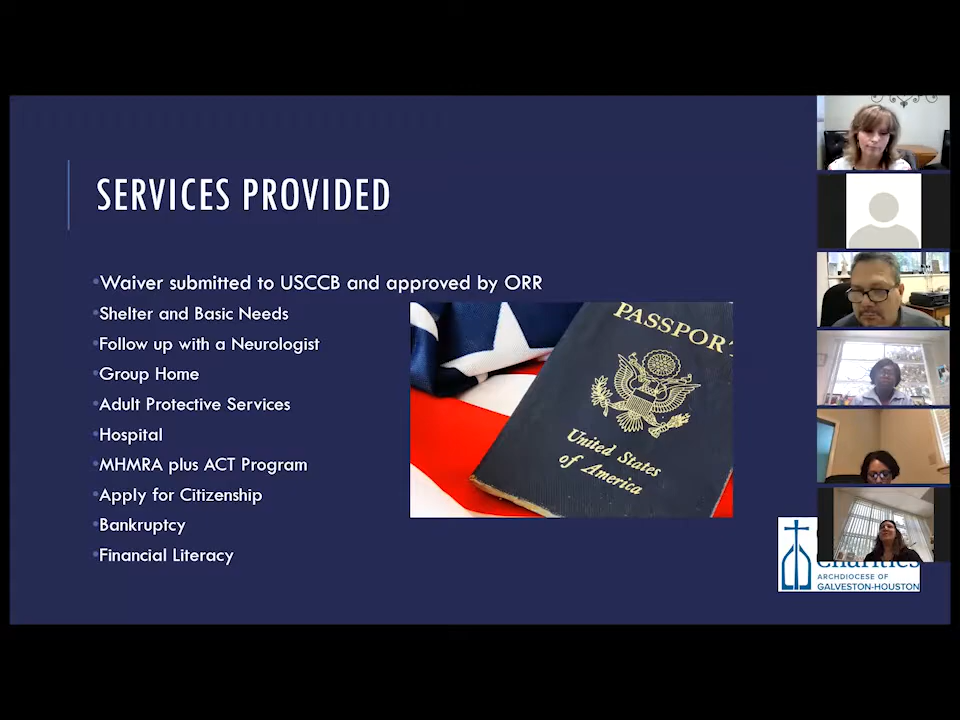 SERVICES PROVIDED
•Waiver submitted to USCCB and approved by ORR
•Shelter and Basic Needs
•Follow up with a Neurologist
•Group Home
•Adult Protective Services
•Hospital
•MHMRA plus ACT Program
•Apply for Citizenship
•Bankruptcy
•Financial Literacy
PASSPORT
United States
of America
Charities
ARCHDIOCESE OF
GALVESTON-HOUSTON